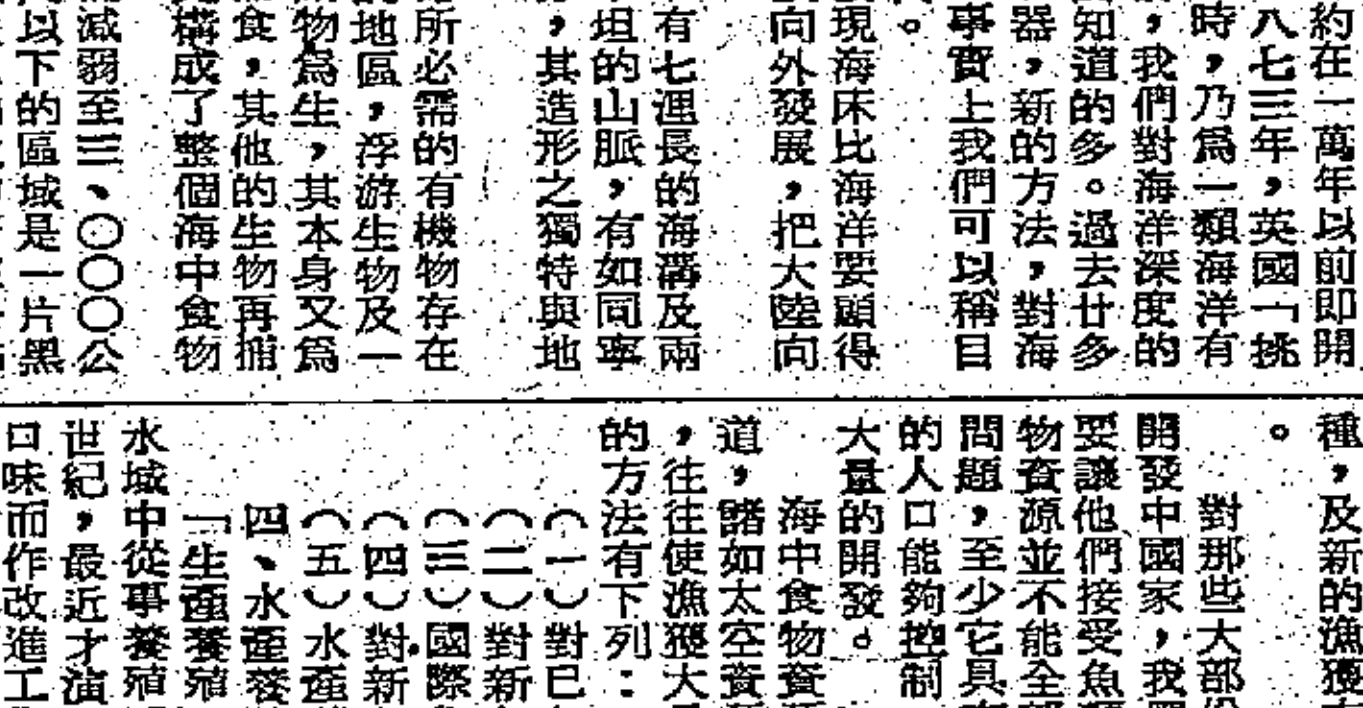 約在一萬年以前即開
八七三年，英國「挑
時，乃爲一類海洋有
，我們對海洋深度的
知道的多。過去廿多
器，新的方法，對海
事實上我們可以稱目
。
現海床比海洋要顯得
向外發展，把大陸向
有七浬長的海溝及兩
坦的山脈，有如同寧
，其造形之獨特與地
所必需的有機物存在
地區，浮游生物及一
物爲生，其本身又爲
食，其他的生物再捕
構成了整個海中食物
減弱至三、〇〇〇公
以下的區域是一片黑
種，及新的漁獲
。
對那些大部
開發中國家，我
要讓他們接受魚
物資源並不能全
問題，至少它具
的人口能夠控制
大量的開發。
海中食物資
道，諸如太空資
，往往使漁獲大
的方法有下列：
（一）對已
（二）對新
（三）國際
（四）對新
（五）水產
四、水產養
「生產養殖
水域中從事養殖
世紀，最近才演
口味而作改進工